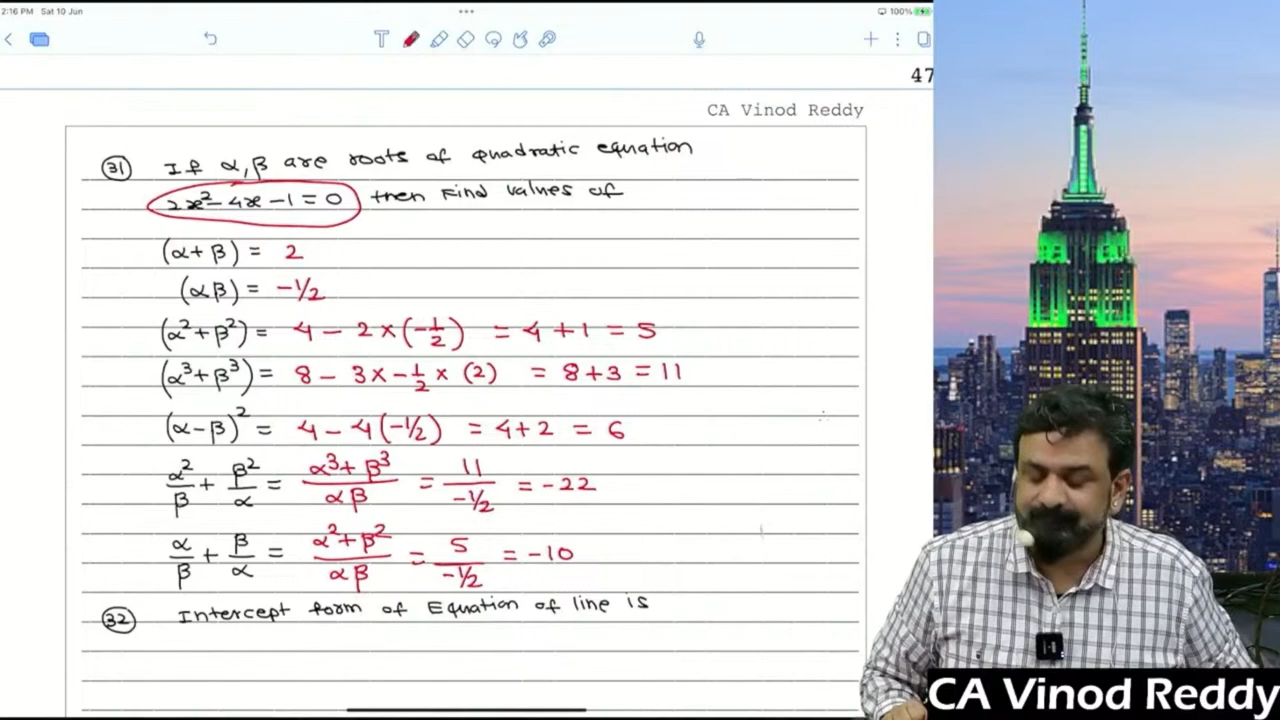 2:16 PM Sat 10 Jun
100%
T
47
CA Vinod Reddy
31 If α, β are roots of quadratic equation
2x² - 4x - 1 = 0 then Find values of
(α + β) = 2
(αβ) = -1/2
(α² + β²) = 4 - 2 × (-1/2) = 4 + 1 = 5
(α³ + β³) = 8 - 3 × -1/2 × (2) = 8 + 3 = 11
(α - β)² = 4 - 4(-1/2) = 4 + 2 = 6
α²/β + β²/α = (α³ + β³)/(αβ) = 11/(-1/2) = -22
α/β + β/α = (α² + β²)/(αβ) = 5/(-1/2) = -10
32 Intercept form of Equation of line is
CA Vinod Reddy